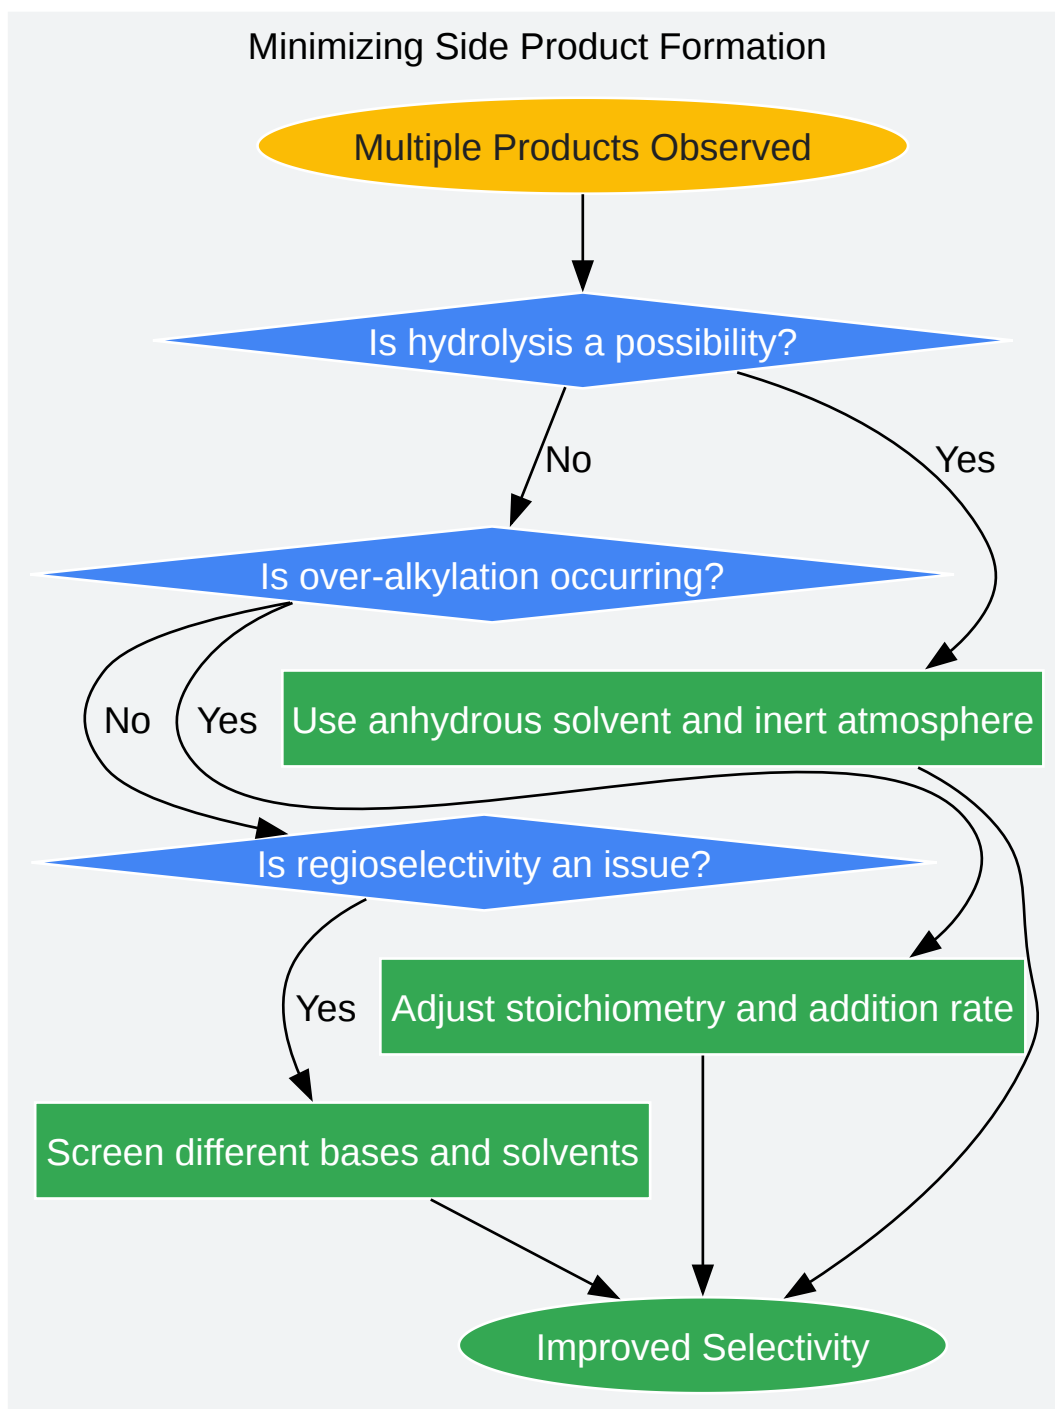 Minimizing Side Product Formation
Multiple Products Observed
Is hydrolysis a possibility?
No
Yes
Is over-alkylation occurring?
No
Yes
Use anhydrous solvent and inert atmosphere
Is regioselectivity an issue?
Yes
Adjust stoichiometry and addition rate
Screen different bases and solvents
Improved Selectivity